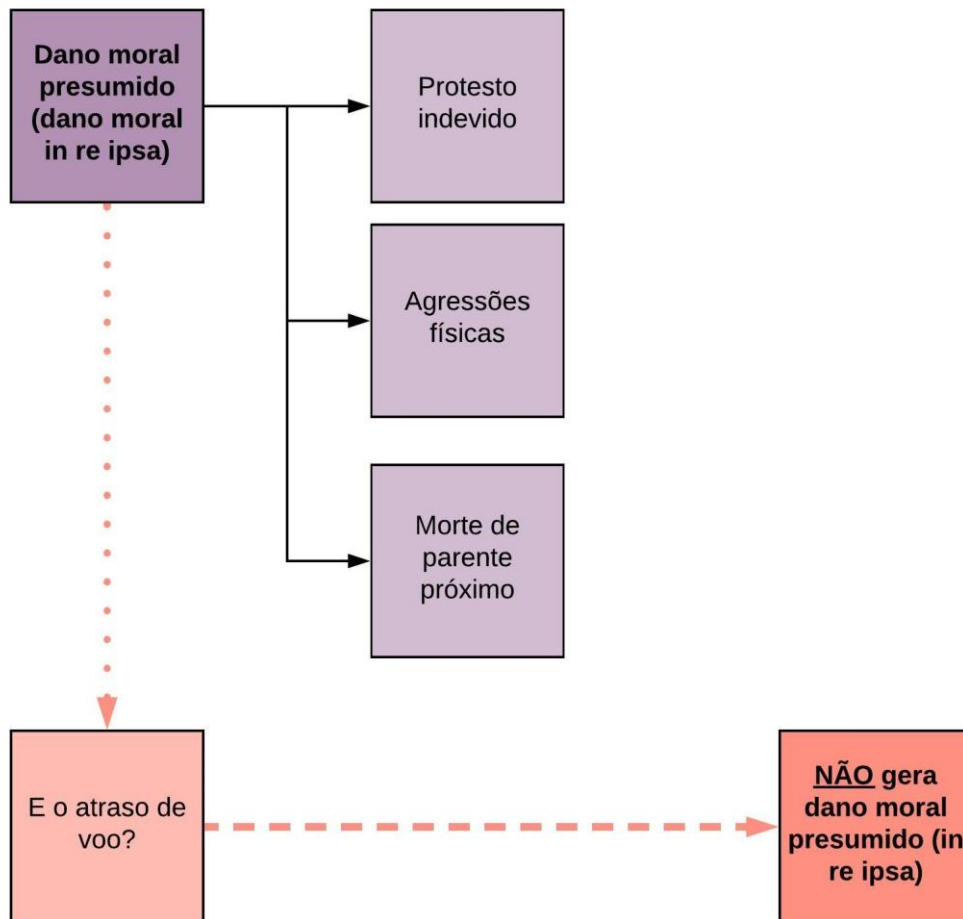 Dano moral
presumido
(dano moral
in re ipsa)
Protesto
indevido
Agressões
físicas
Morte de
parente
próximo
E o atraso de
voo?
NÃO gera
dano moral
presumido (in
re ipsa)